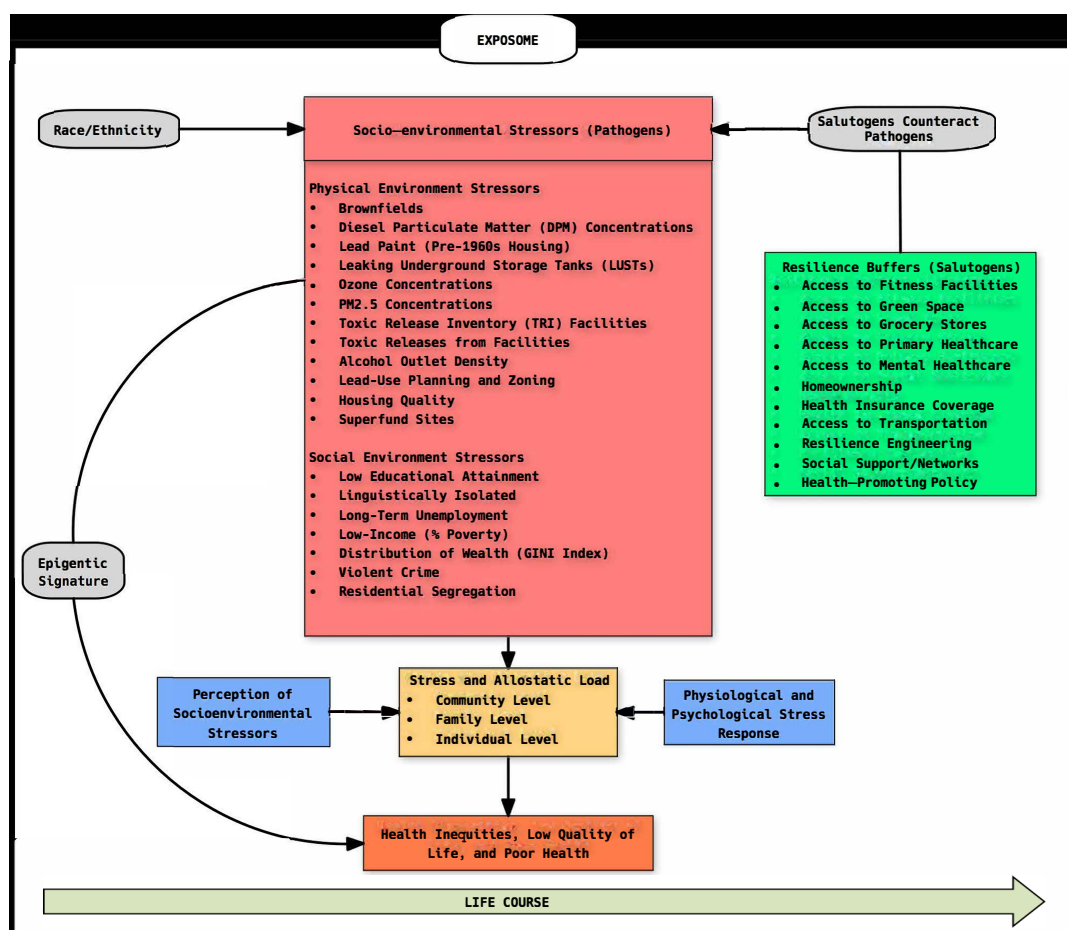 EXPOSOME
Race/Ethnicity
Socio—environmental Stressors (Pathogens)
Salutogens Counteract
Pathogens
Physical Environment Stressors
• Brownfields
• Diesel Particulate Matter (DPM) Concentrations
• Lead Paint (Pre-1960s Housing)
• Leaking Underground Storage Tanks (LUSTs)
• Ozone Concentrations
• PM2.5 Concentrations
• Toxic Release Inventory (TRI) Facilities
• Toxic Releases from Facilities
• Alcohol Outlet Density
• Lead-Use Planning and Zoning
• Housing Quality
• Superfund Sites
Social Environment Stressors
• Low Educational Attainment
• Linguistically Isolated
• Long-Term Unemployment
• Low-Income (% Poverty)
• Distribution of Wealth (GINI Index)
• Violent Crime
• Residential Segregation
Resilience Buffers (Salutogens)
• Access to Fitness Facilities
• Access to Green Space
• Access to Grocery Stores
• Access to Primary Healthcare
• Access to Mental Healthcare
• Homeownership
• Health Insurance Coverage
• Access to Transportation
• Resilience Engineering
• Social Support/Networks
• Health—Promoting Policy
Epigentic
Signature
Perception of
Socioenvironmental
Stressors
Stress and Allostatic Load
• Community Level
• Family Level
• Individual Level
Physiological and
Psychological Stress
Response
Health Inequities, Low Quality of
Life, and Poor Health
LIFE COURSE